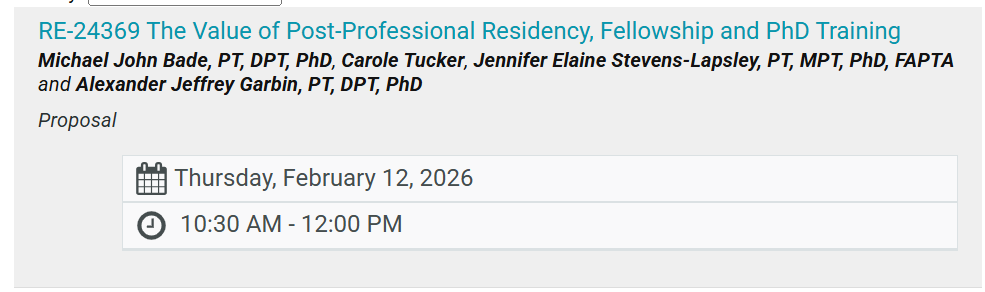 RE-24369 The Value of Post-Professional Residency, Fellowship and PhD Training
Michael John Bade, PT, DPT, PhD, Carole Tucker, Jennifer Elaine Stevens-Lapsley, PT, MPT, PhD, FAPTA
and Alexander Jeffrey Garbin, PT, DPT, PhD
Proposal
Thursday, February 12, 2026
10:30 AM - 12:00 PM